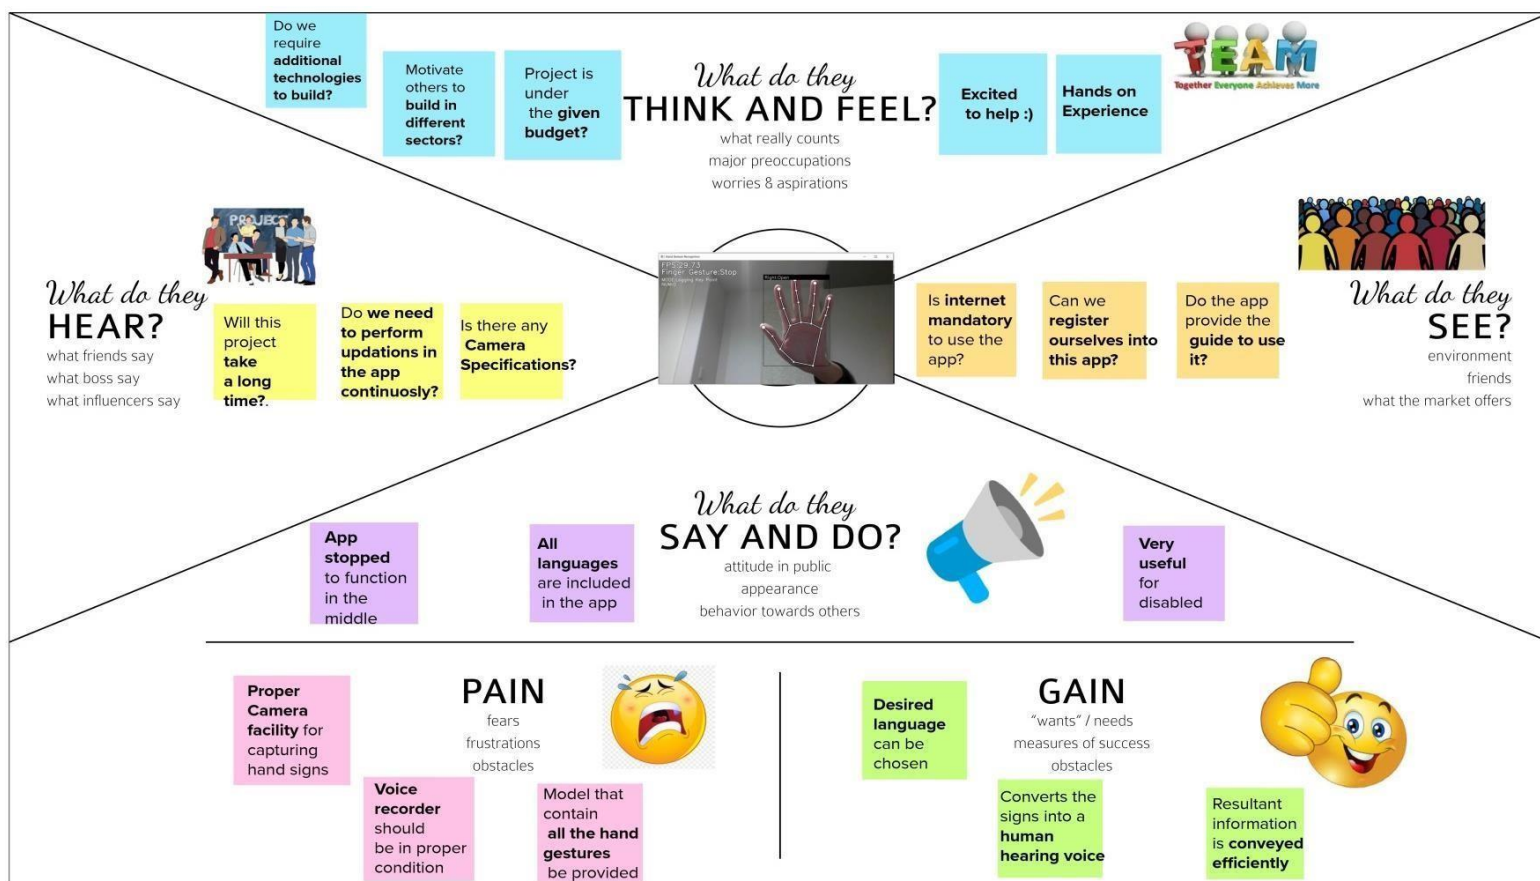 Do we
require
additional
technologies
to build?
Motivate
others to
build in
different
sectors?
Project is
under
the given
budget?
What do they
THINK AND FEEL?
what really counts
major preoccupations
worries & aspirations
Excited
to help :)
Hands on
Experience
TEAM
Together Everyone Achieves More
PROJECT
What do they
HEAR?
what friends say
what boss say
what influencers say
Will this
project
take
a long
time?.
Do we need
to perform
updations in
the app
continuosly?
Is there any
Camera
Specifications?
FPS:28.73
Finger Gesture:Stop
Right:Open
Is internet
mandatory
to use the
app?
Can we
register
ourselves into
this app?
Do the app
provide the
guide to use
it?
What do they
SEE?
environment
friends
what the market offers
What do they
SAY AND DO?
attitude in public
appearance
behavior towards others
App
stopped
to function
in the
middle
All
languages
are included
in the app
Very
useful
for
disabled
PAIN
fears
frustrations
obstacles
Proper
Camera
facility for
capturing
hand signs
Voice
recorder
should
be in proper
condition
Model that
contain
all the hand
gestures
be provided
GAIN
"wants" / needs
measures of success
obstacles
Desired
language
can be
chosen
Converts the
signs into a
human
hearing voice
Resultant
information
is conveyed
efficiently